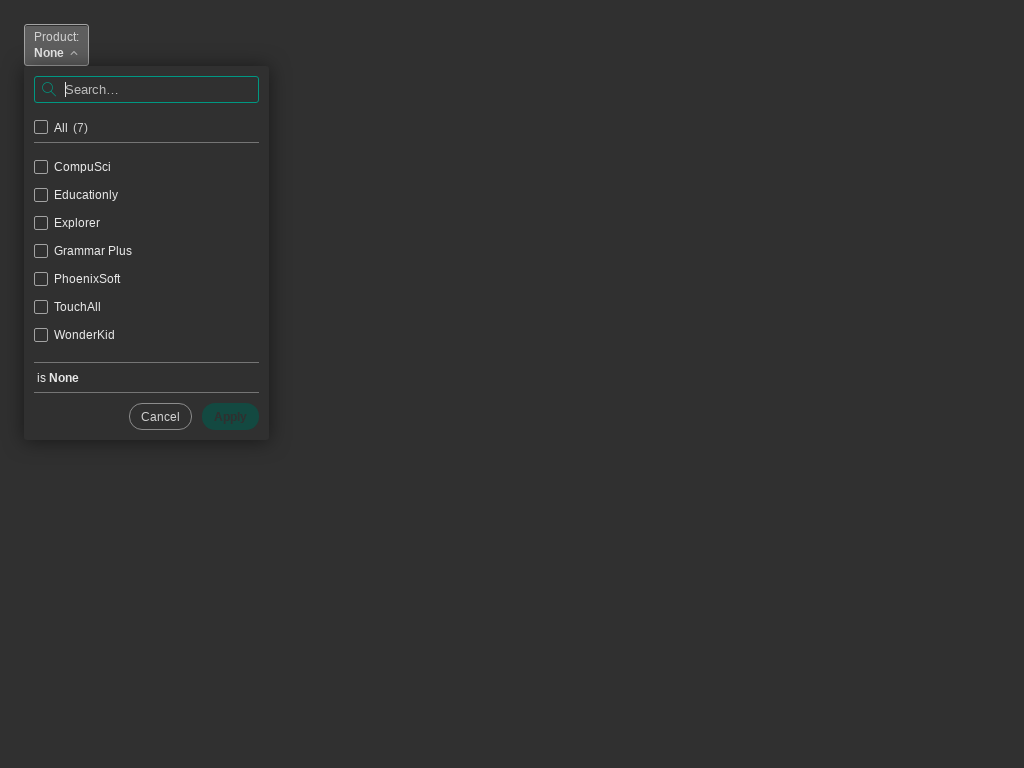 Product:
None
Search…
All (7)
CompuSci
Educationly
Explorer
Grammar Plus
PhoenixSoft
TouchAll
WonderKid
is None
Cancel Apply